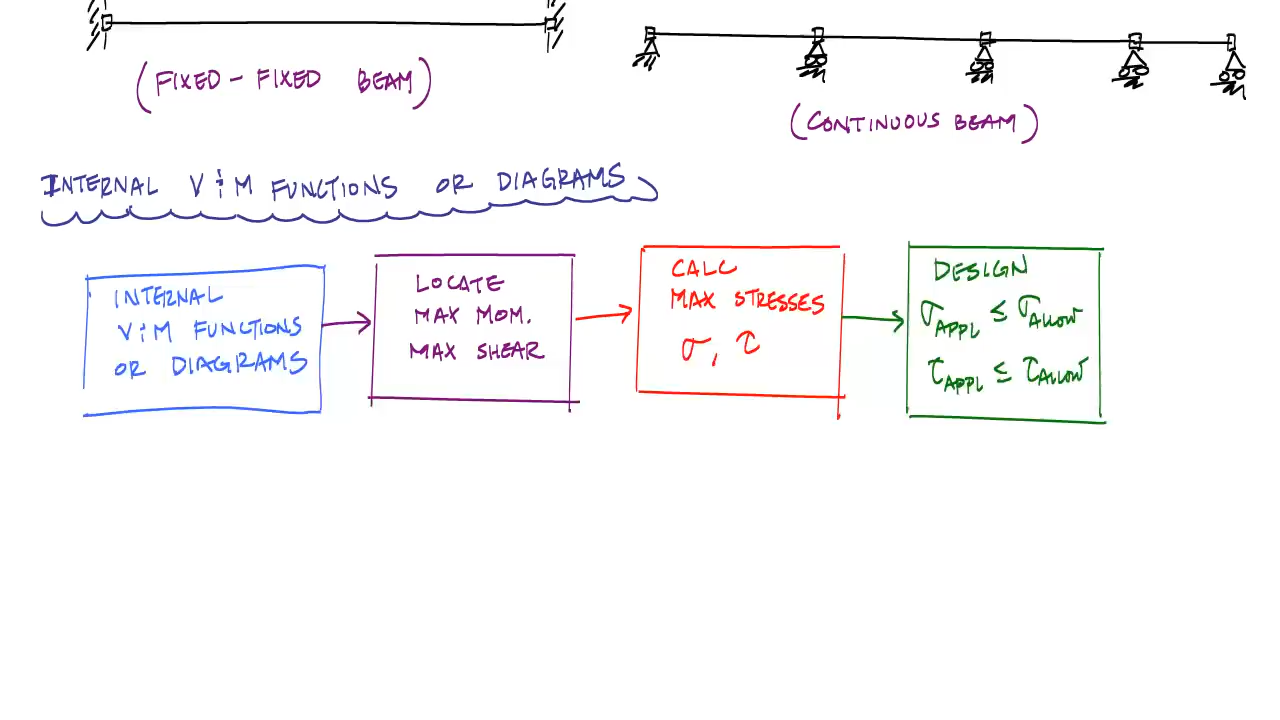 (FIXED - FIXED BEAM)
(CONTINUOUS BEAM)
INTERNAL V & M FUNCTIONS OR DIAGRAMS
INTERNAL
V & M FUNCTIONS
OR DIAGRAMS
LOCATE
MAX MOM.
MAX SHEAR
CALC
MAX STRESSES
σ, τ
DESIGN
σAPPL ≤ σALLOW
τAPPL ≤ τALLOW